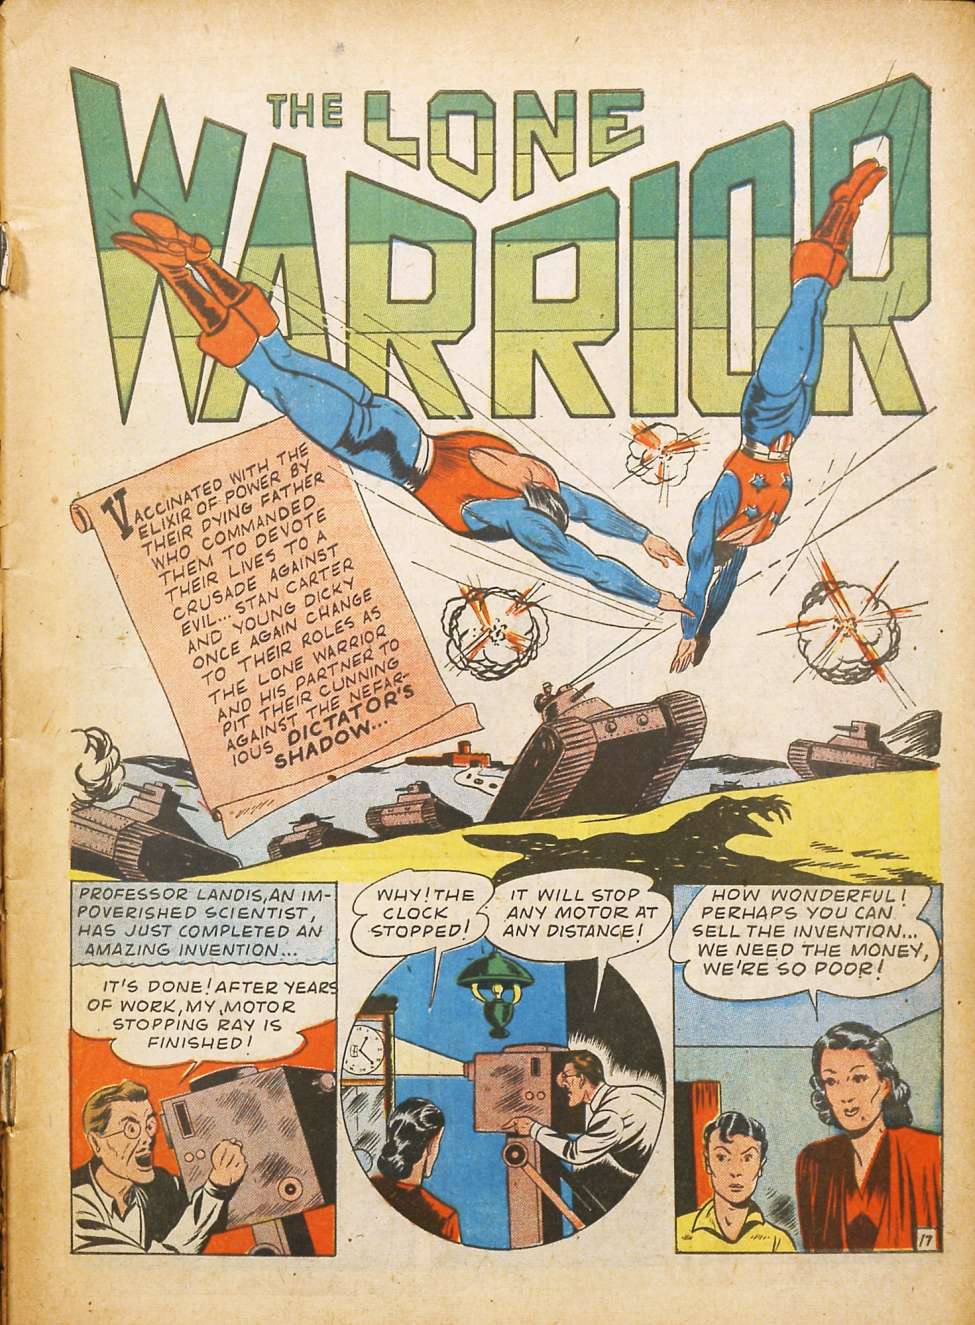 THE LONE
WARRIOR
VACCINATED WITH THE
ELIXIR OF POWER BY
THEIR DYING FATHER
WHO COMMANDED
THEM TO DEVOTE
THEIR LIVES TO A
CRUSADE AGAINST
EVIL... STAN CARTER
AND YOUNG DICKY
ONCE AGAIN CHANGE
TO THEIR ROLES AS
THE LONE WARRIOR
AND HIS PARTNER TO
PIT THEIR CUNNING
AGAINST THE NEFAR-
IOUS DICTATOR'S
SHADOW...
PROFESSOR LANDIS, AN IM-
POVERISHED SCIENTIST,
HAS JUST COMPLETED AN
AMAZING INVENTION...
IT'S DONE! AFTER YEARS
OF WORK, MY MOTOR
STOPPING RAY IS
FINISHED!
WHY! THE
CLOCK
STOPPED!
IT WILL STOP
ANY MOTOR AT
ANY DISTANCE!
HOW WONDERFUL!
PERHAPS YOU CAN
SELL THE INVENTION...
WE NEED THE MONEY,
WE'RE SO POOR!
17